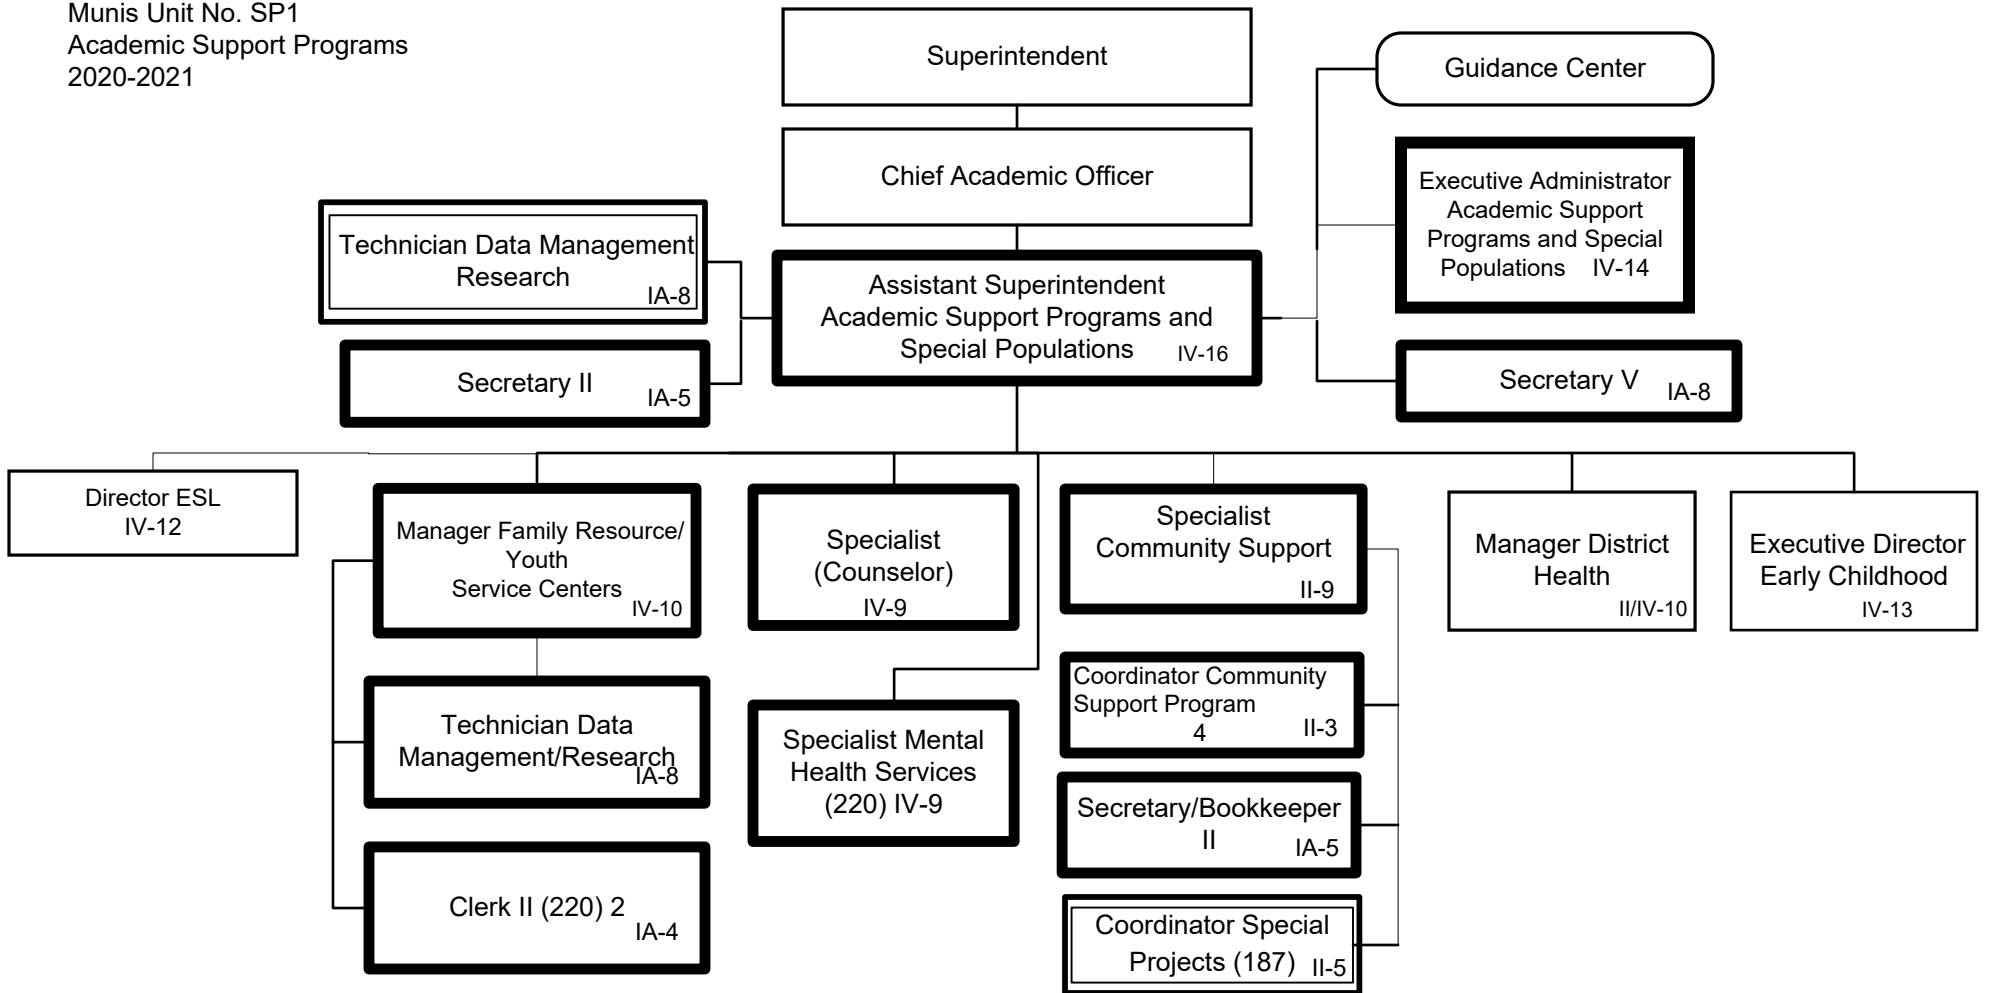 Munis Unit No. SP1
Academic Support Programs
2020-2021
Superintendent
Guidance Center
Chief Academic Officer
Executive Administrator
Academic Support
Programs and Special
Populations IV-14
Technician Data Management
Research
IA-8
Assistant Superintendent
Academic Support Programs and
Special Populations IV-16
Secretary II
IA-5
Secretary V IA-8
Director ESL
IV-12
Manager Family Resource/
Youth
Service Centers
IV-10
Specialist
(Counselor)
IV-9
Specialist
Community Support
II-9
Manager District
Health
II/IV-10
Executive Director
Early Childhood
IV-13
Technician Data
Management/Research
IA-8
Specialist Mental
Health Services
(220) IV-9
Coordinator Community
Support Program
4 II-3
Secretary/Bookkeeper
II IA-5
Clerk II (220) 2
IA-4
Coordinator Special
Projects (187) II-5